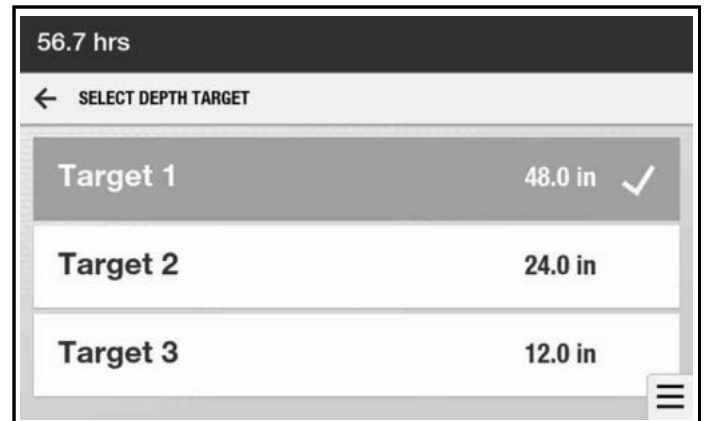 56.7 hrs
SELECT DEPTH TARGET
Target 1 48.0 in
Target 2 24.0 in
Target 3 12.0 in